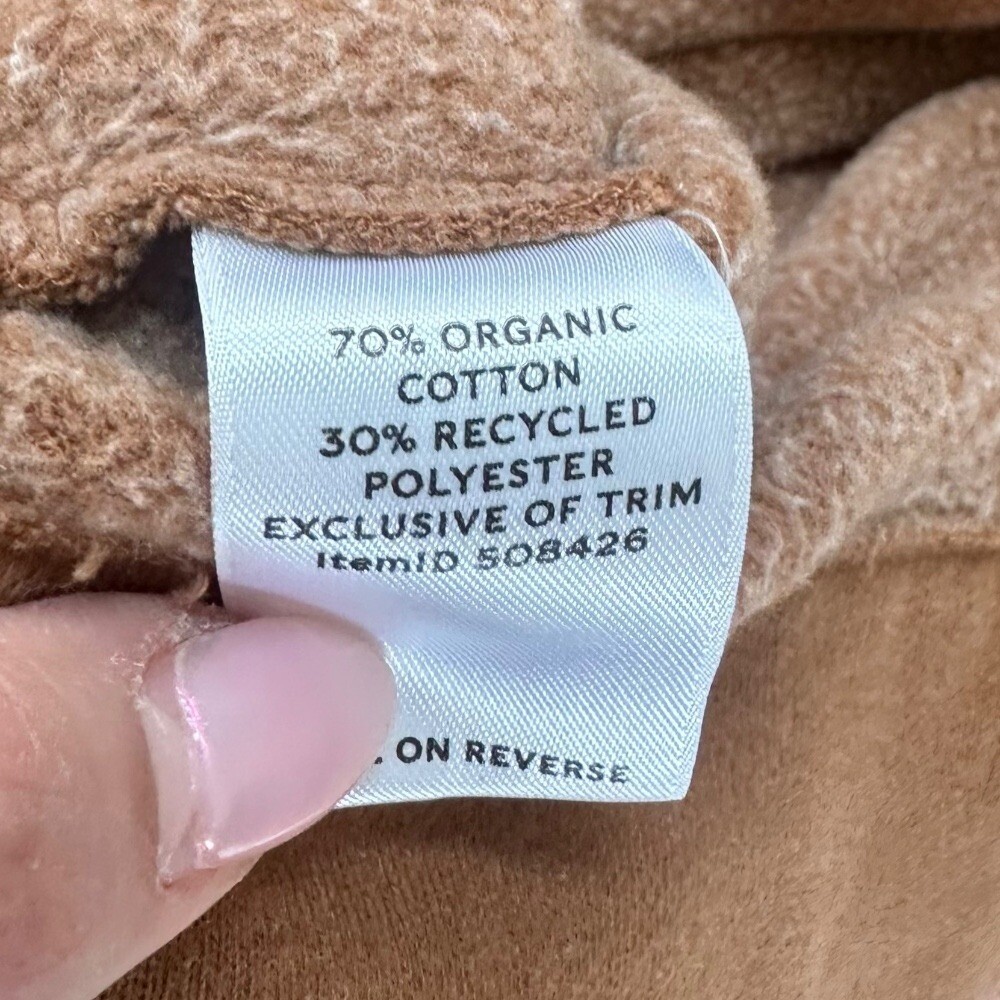 70% ORGANIC
COTTON
30% RECYCLED
POLYESTER
EXCLUSIVE OF TRIM
ItemID 508426
ON REVERSE